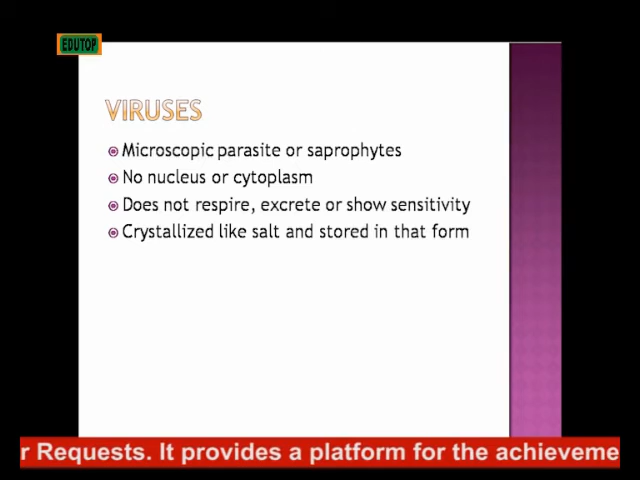 EDUTOP
VIRUSES
Microscopic parasite or saprophytes
No nucleus or cytoplasm
Does not respire, excrete or show sensitivity
Crystallized like salt and stored in that form
r Requests. It provides a platform for the achieveme